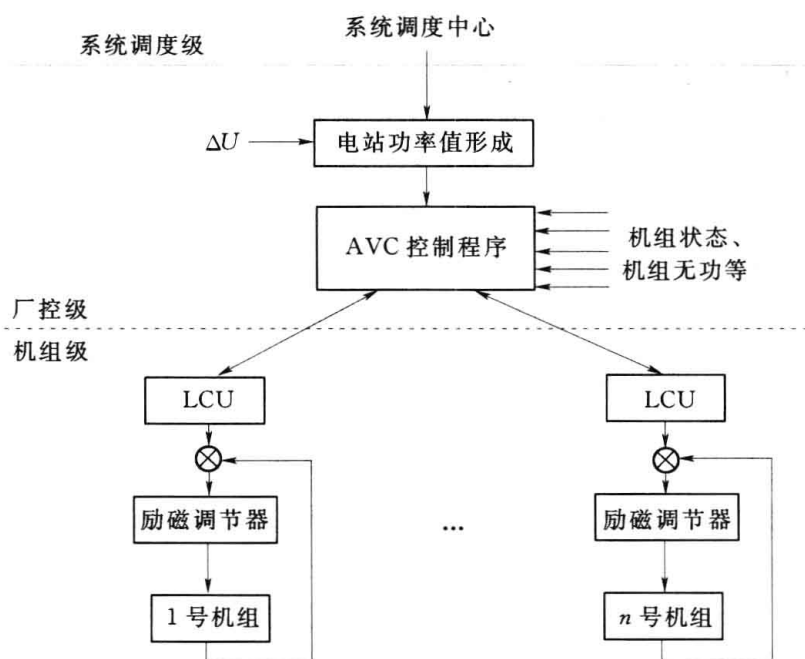 系统调度级
系统调度中心
ΔU
电站功率值形成
AVC 控制程序
机组状态、
机组无功等
厂控级
机组级
LCU
LCU
励磁调节器
...
励磁调节器
1 号机组
n 号机组